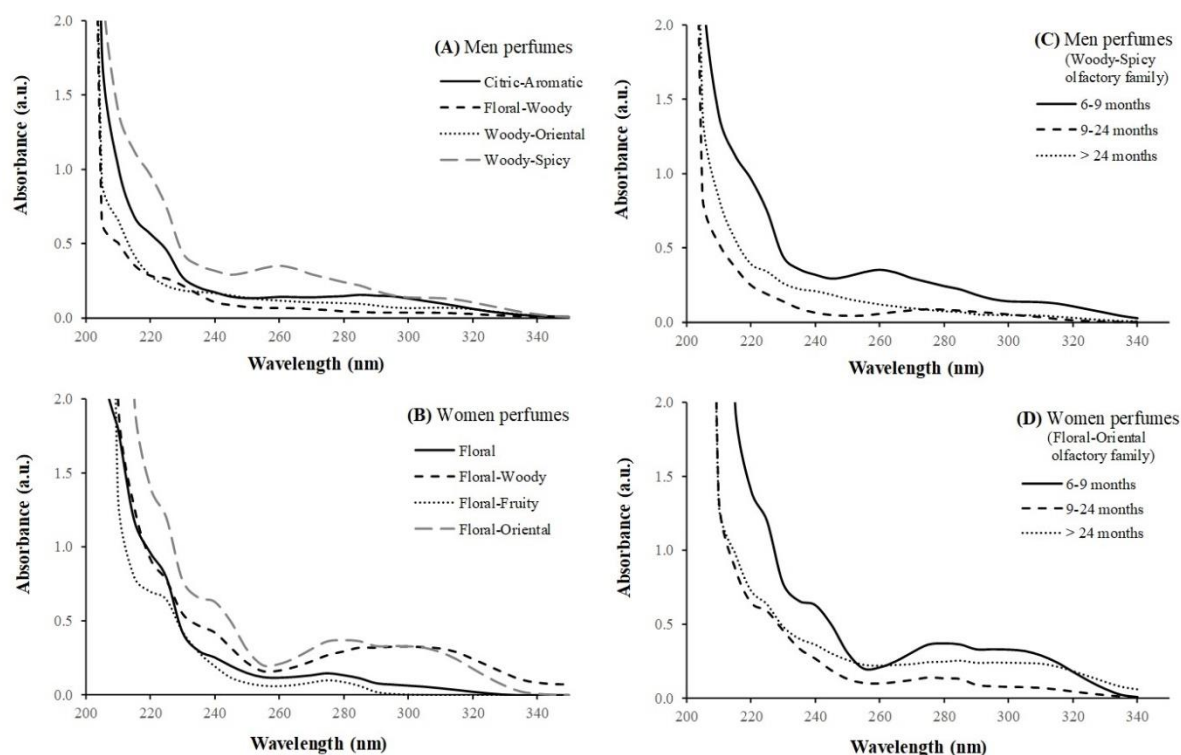 (A) Men perfumes
Citric-Aromatic
Floral-Woody
Woody-Oriental
Woody-Spicy
Absorbance (a.u.)
2.0
1.5
1.0
0.5
0.0
200 220 240 260 280 300 320 340
Wavelength (nm)
(C) Men perfumes
(Woody-Spicy
olfactory family)
6-9 months
9-24 months
> 24 months
Absorbance (a.u.)
2.0
1.5
1.0
0.5
0.0
200 220 240 260 280 300 320 340
Wavelength (nm)
(B) Women perfumes
Floral
Floral-Woody
Floral-Fruity
Floral-Oriental
Absorbance (a.u.)
2.0
1.5
1.0
0.5
0.0
200 220 240 260 280 300 320 340
Wavelength (nm)
(D) Women perfumes
(Floral-Oriental
olfactory family)
6-9 months
9-24 months
> 24 months
Absorbance (a.u.)
2.0
1.5
1.0
0.5
0.0
200 220 240 260 280 300 320 340
Wavelength (nm)